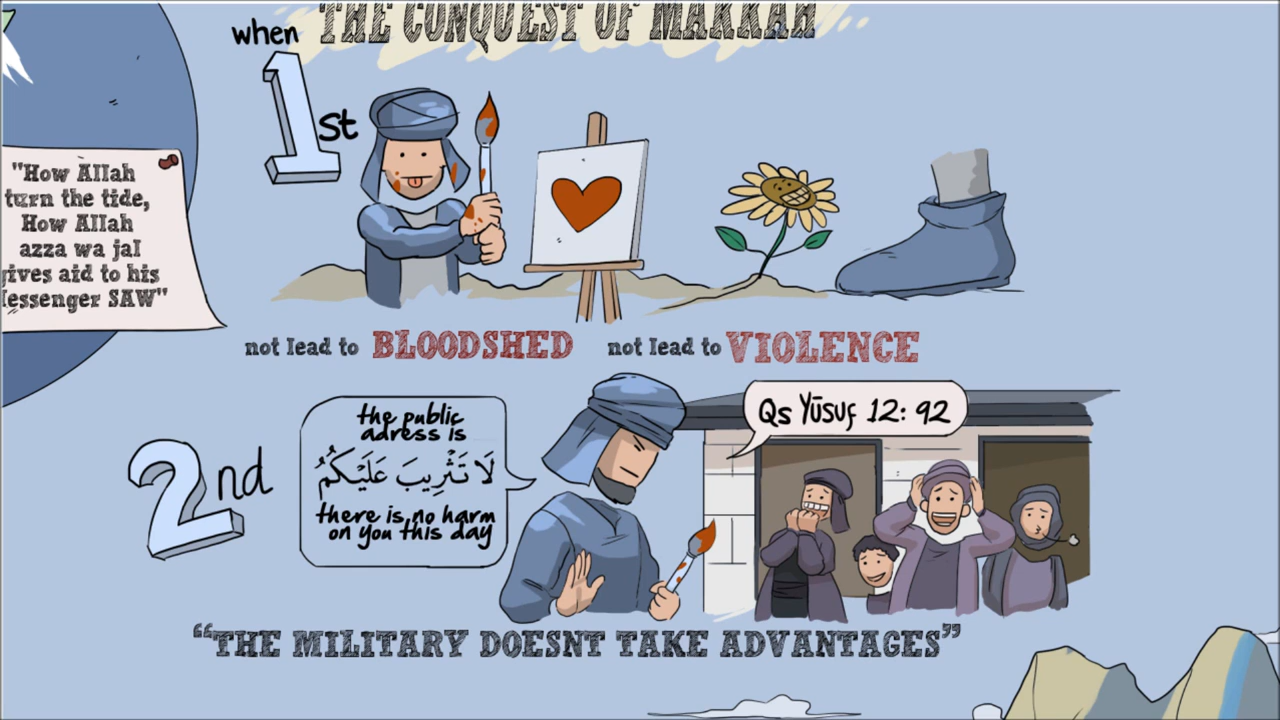 when THE CONQUEST OF MAKKAH
1st
"How Allah
turn the tide,
How Allah
azza wa jal
gives aid to his
Messenger SAW"
not lead to BLOODSHED not lead to VIOLENCE
2nd
the public
adress is
لَا تَثْرِيبَ عَلَيْكُمُ
there is no harm
on you this day
Qs Yūsuf 12: 92
“THE MILITARY DOESNT TAKE ADVANTAGES”